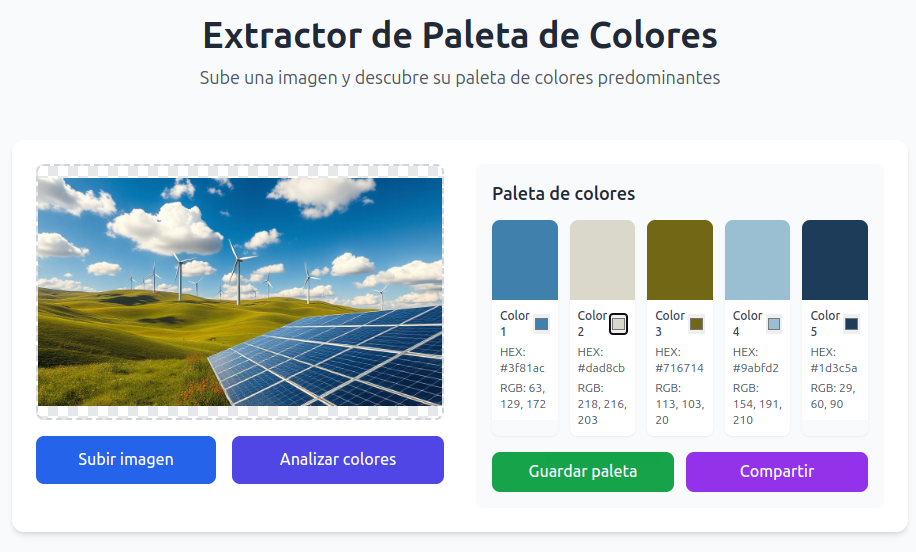 Extractor de Paleta de Colores
Sube una imagen y descubre su paleta de colores predominantes
Subir imagen
Analizar colores
Paleta de colores
Color
1
HEX:
#3f81ac
RGB: 63,
129, 172
Color
2
HEX:
#dad8cb
RGB:
218, 216,
203
Color
3
HEX:
#716714
RGB:
113, 103,
20
Color
4
HEX:
#9abfd2
RGB:
154, 191,
210
Color
5
HEX:
#1d3c5a
RGB: 29,
60, 90
Guardar paleta
Compartir